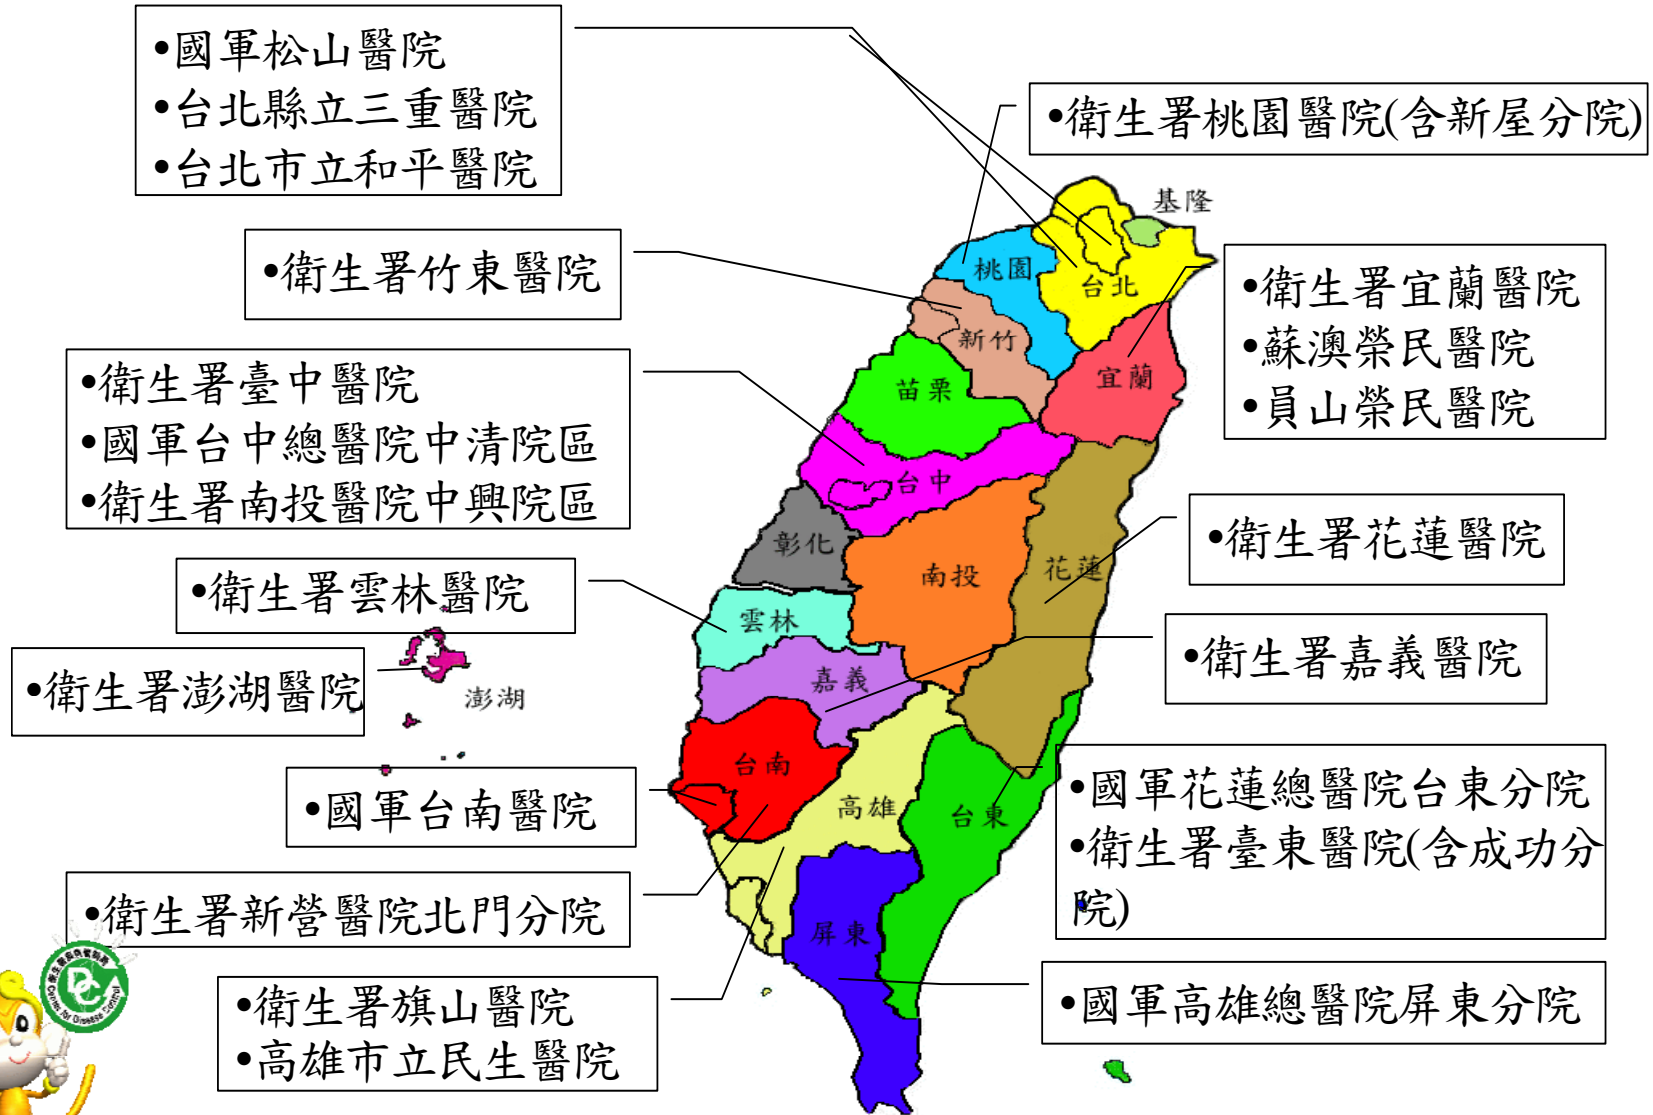 •國軍松山醫院
•台北縣立三重醫院
•台北市立和平醫院
•衛生署桃園醫院(含新屋分院)
基隆
•衛生署竹東醫院
桃園
台北
•衛生署宜蘭醫院
•蘇澳榮民醫院
•員山榮民醫院
新竹
宜蘭
苗栗
•衛生署臺中醫院
•國軍台中總醫院中清院區
•衛生署南投醫院中興院區
台中
•衛生署花蓮醫院
彰化
南投
花蓮
•衛生署雲林醫院
雲林
•衛生署嘉義醫院
•衛生署澎湖醫院
澎湖
嘉義
台南
•國軍台南醫院
高雄
台東
•國軍花蓮總醫院台東分院
•衛生署臺東醫院(含成功分
院)
•衛生署新營醫院北門分院
屏東
•衛生署旗山醫院
•高雄市立民生醫院
•國軍高雄總醫院屏東分院
CDC
Centers for Disease Control